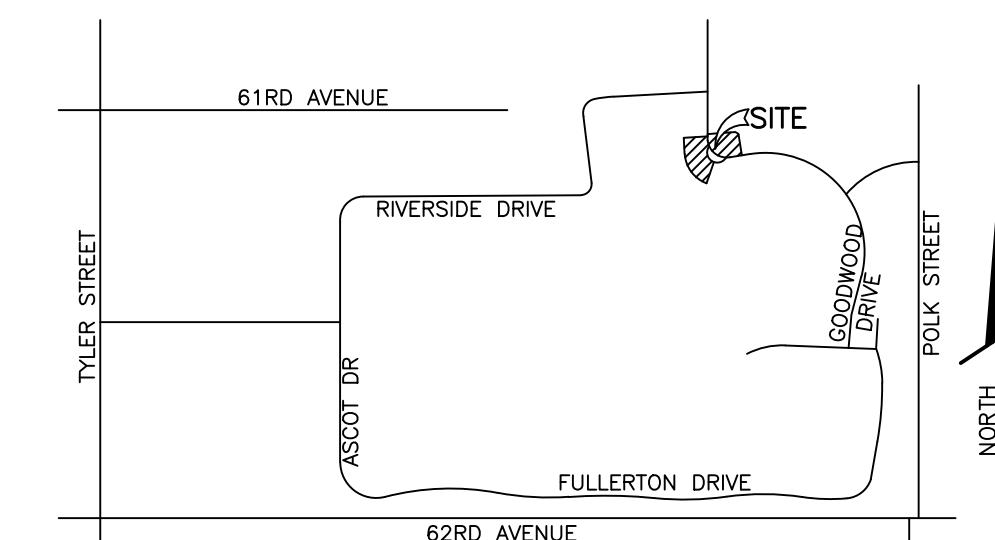 61RD AVENUE
SITE
RIVERSIDE DRIVE
TYLER STREET
GOODWOOD
DRIVE
POLK STREET
ASCOT DR
NORTH
FULLERTON DRIVE
62RD AVENUE